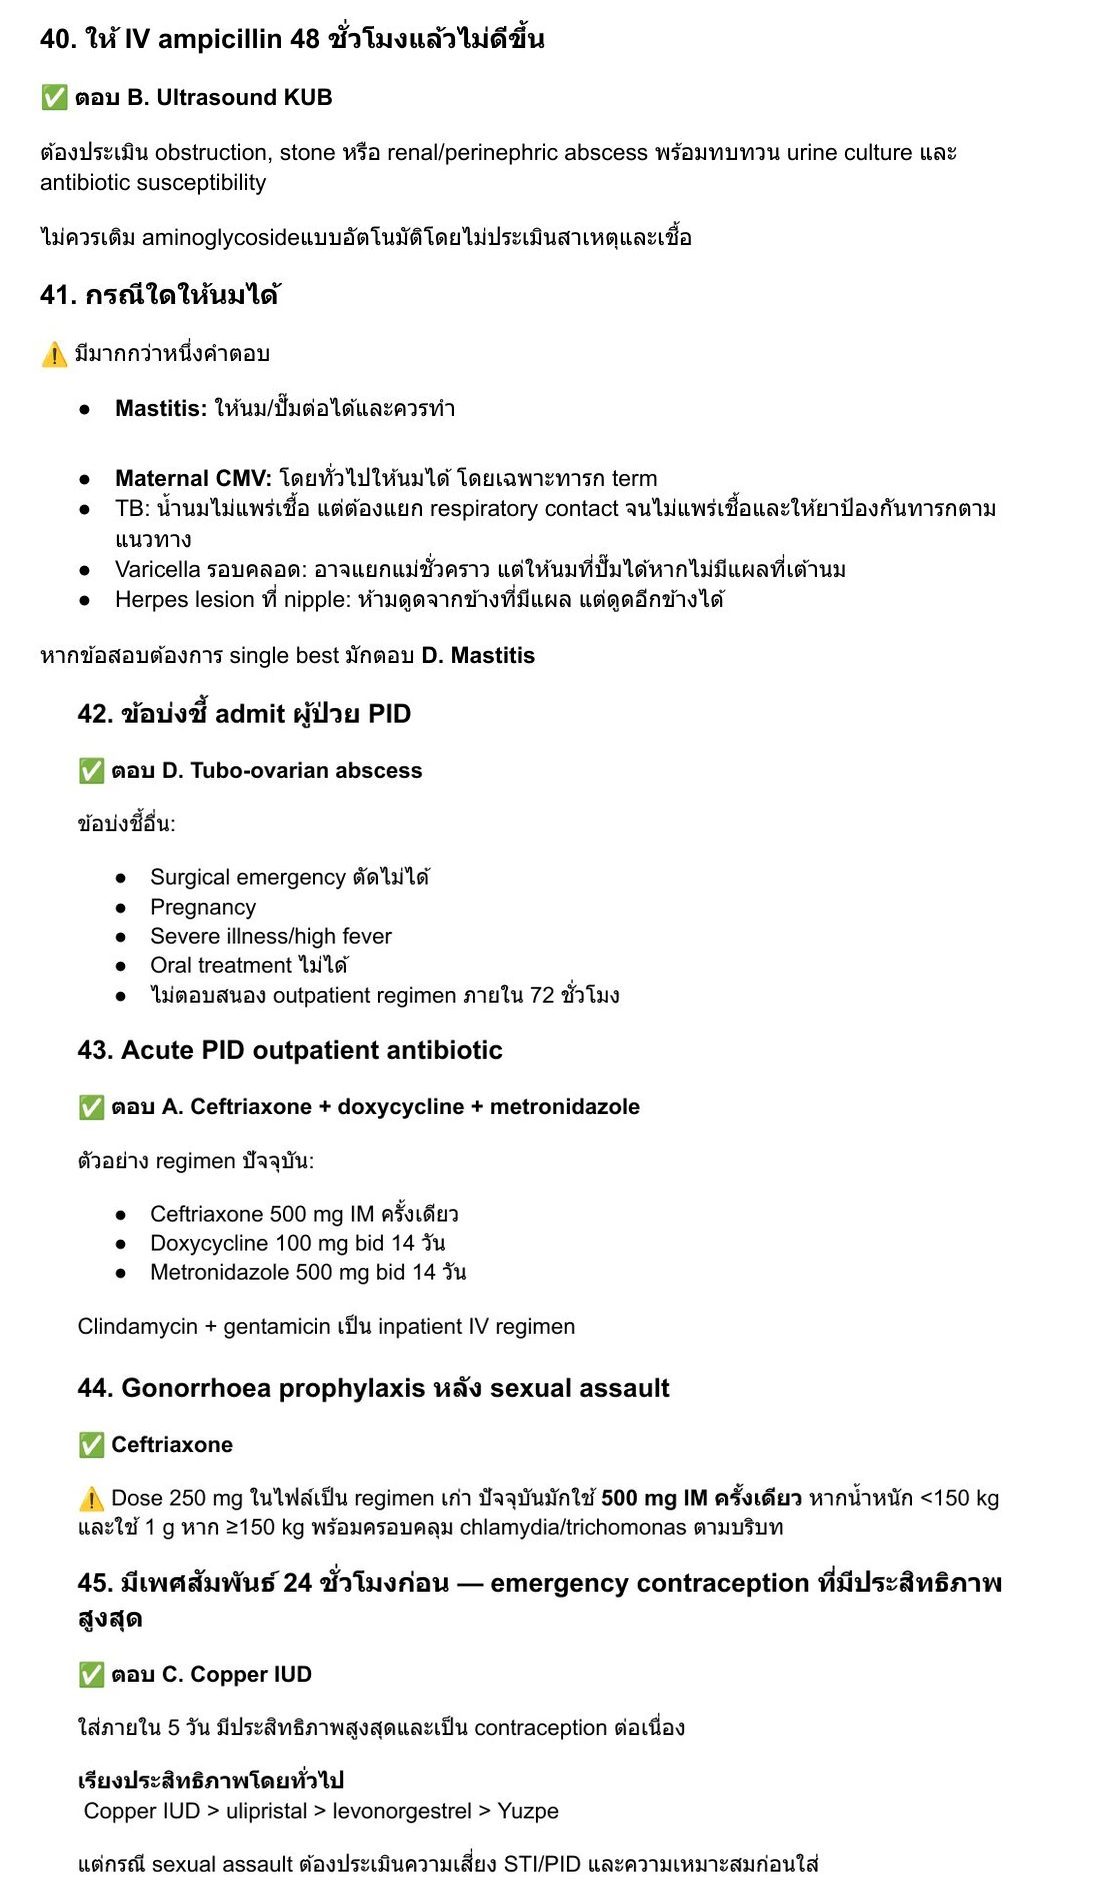 40. ให้ IV ampicillin 48 ชั่วโมงแล้วไม่ดีขึ้น
✅ ตอบ B. Ultrasound KUB
ต้องประเมิน obstruction, stone หรือ renal/perinephric abscess พร้อมทบทวน urine culture และ
antibiotic susceptibility
ไม่ควรเติม aminoglycosideแบบอัตโนมัติโดยไม่ประเมินสาเหตุและเชื้อ
41. กรณีใดให้นมได้
⚠️ มีมากกว่าหนึ่งคำตอบ
● Mastitis: ให้นม/ปั๊มต่อได้และควรทำ
● Maternal CMV: โดยทั่วไปให้นมได้ โดยเฉพาะทารก term
● TB: น้ำนมไม่แพร่เชื้อ แต่ต้องแยก respiratory contact จนไม่แพร่เชื้อและให้ยาป้องกันทารกตาม
แนวทาง
● Varicella รอบคลอด: อาจแยกแม่ชั่วคราว แต่ให้นมที่ปั๊มได้หากไม่มีแผลที่เต้านม
● Herpes lesion ที่ nipple: ห้ามดูดจากข้างที่มีแผล แต่ดูดอีกข้างได้
หากข้อสอบต้องการ single best มักตอบ D. Mastitis
42. ข้อบ่งชี้ admit ผู้ป่วย PID
✅ ตอบ D. Tubo-ovarian abscess
ข้อบ่งชี้อื่น:
● Surgical emergency ตัดไม่ได้
● Pregnancy
● Severe illness/high fever
● Oral treatment ไม่ได้
● ไม่ตอบสนอง outpatient regimen ภายใน 72 ชั่วโมง
43. Acute PID outpatient antibiotic
✅ ตอบ A. Ceftriaxone + doxycycline + metronidazole
ตัวอย่าง regimen ปัจจุบัน:
● Ceftriaxone 500 mg IM ครั้งเดียว
● Doxycycline 100 mg bid 14 วัน
● Metronidazole 500 mg bid 14 วัน
Clindamycin + gentamicin เป็น inpatient IV regimen
44. Gonorrhoea prophylaxis หลัง sexual assault
✅ Ceftriaxone
⚠️ Dose 250 mg ในไฟล์เป็น regimen เก่า ปัจจุบันมักใช้ 500 mg IM ครั้งเดียว หากน้ำหนัก <150 kg
และใช้ 1 g หาก ≥150 kg พร้อมครอบคลุม chlamydia/trichomonas ตามบริบท
45. มีเพศสัมพันธ์ 24 ชั่วโมงก่อน — emergency contraception ที่มีประสิทธิภาพ
สูงสุด
✅ ตอบ C. Copper IUD
ใส่ภายใน 5 วัน มีประสิทธิภาพสูงสุดและเป็น contraception ต่อเนื่อง
เรียงประสิทธิภาพโดยทั่วไป
Copper IUD > ulipristal > levonorgestrel > Yuzpe
แต่กรณี sexual assault ต้องประเมินความเสี่ยง STI/PID และความเหมาะสมก่อนใส่